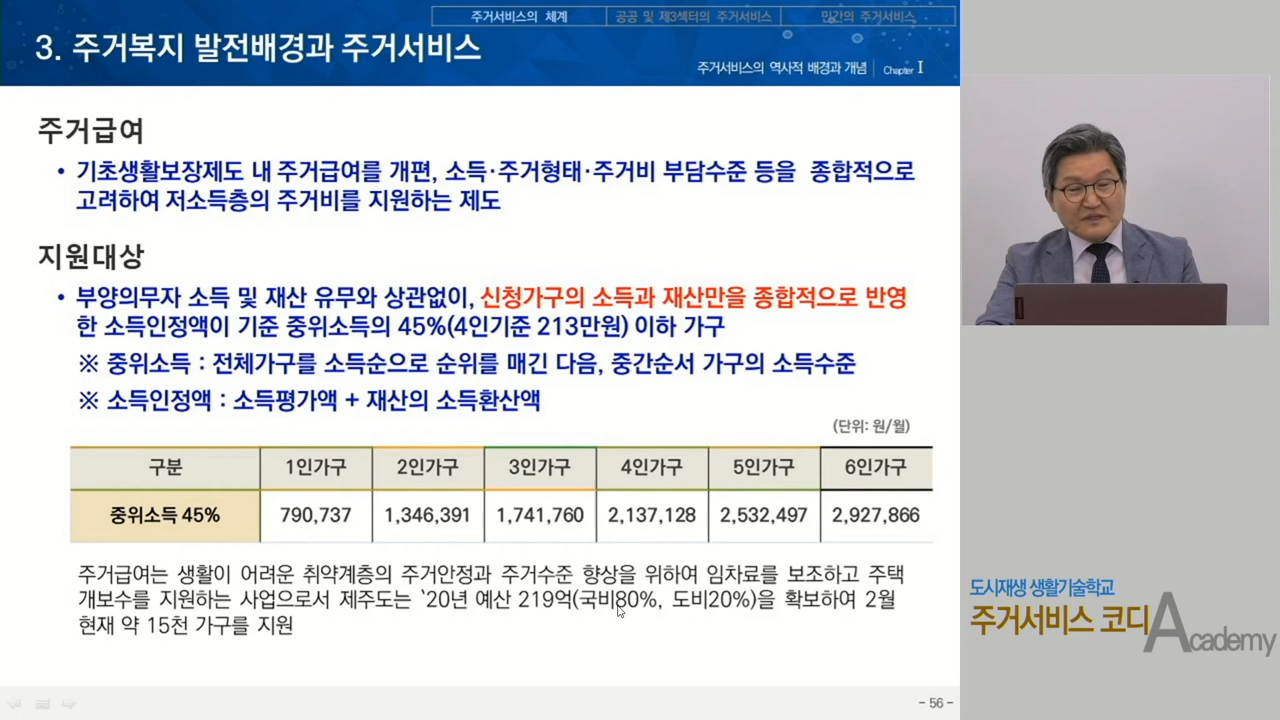 주거서비스의 체계
공공 및 제3섹터의 주거서비스
민간의 주거서비스
3. 주거복지 발전배경과 주거서비스
주거서비스의 역사적 배경과 개념 Chapter I
주거급여
• 기초생활보장제도 내 주거급여를 개편, 소득·주거형태·주거비 부담수준 등을 종합적으로
고려하여 저소득층의 주거비를 지원하는 제도
지원대상
• 부양의무자 소득 및 재산 유무와 상관없이, 신청가구의 소득과 재산만을 종합적으로 반영
한 소득인정액이 기준 중위소득의 45%(4인기준 213만원) 이하 가구
※ 중위소득 : 전체가구를 소득순으로 순위를 매긴 다음, 중간순서 가구의 소득수준
※ 소득인정액 : 소득평가액 + 재산의 소득환산액
(단위: 원/월)
구분 1인가구 2인가구 3인가구 4인가구 5인가구 6인가구
중위소득 45% 790,737 1,346,391 1,741,760 2,137,128 2,532,497 2,927,866
주거급여는 생활이 어려운 취약계층의 주거안정과 주거수준 향상을 위하여 임차료를 보조하고 주택
개보수를 지원하는 사업으로서 제주도는 ‵20년 예산 219억(국비80%, 도비20%)을 확보하여 2월
현재 약 15천 가구를 지원
- 56 -
도시재생 생활기술학교
주거서비스 코디 Academy